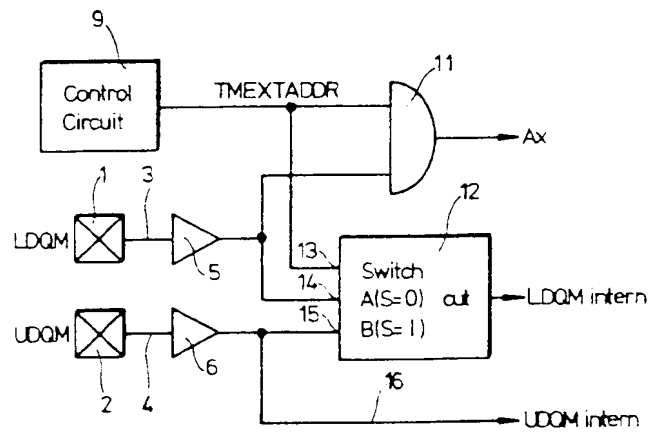 9
11
Control
Circuit
TMEXTADDR
Ax
1
3
12
LDQM
5
13
Switch
14
A(S=0) out
LDQM intern
15
B(S=1)
UDQM
2
4
6
16
UDQM intern